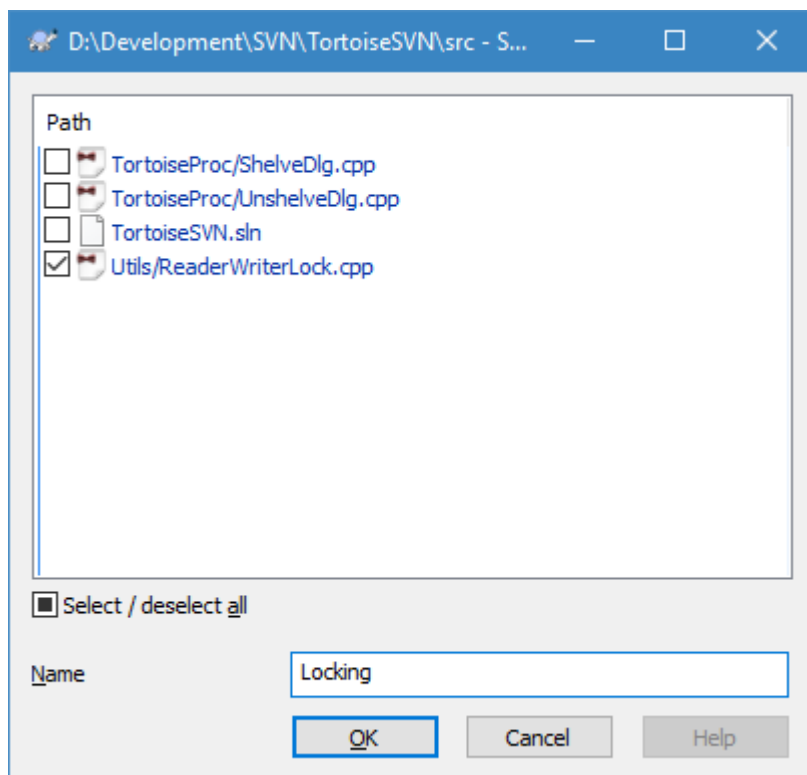 D:\Development\SVN\TortoiseSVN\src - S...
Path
TortoiseProc/ShelveDlg.cpp
TortoiseProc/UnshelveDlg.cpp
TortoiseSVN.sln
Utils/ReaderWriterLock.cpp
Select / deselect all
Name Locking
OK Cancel Help